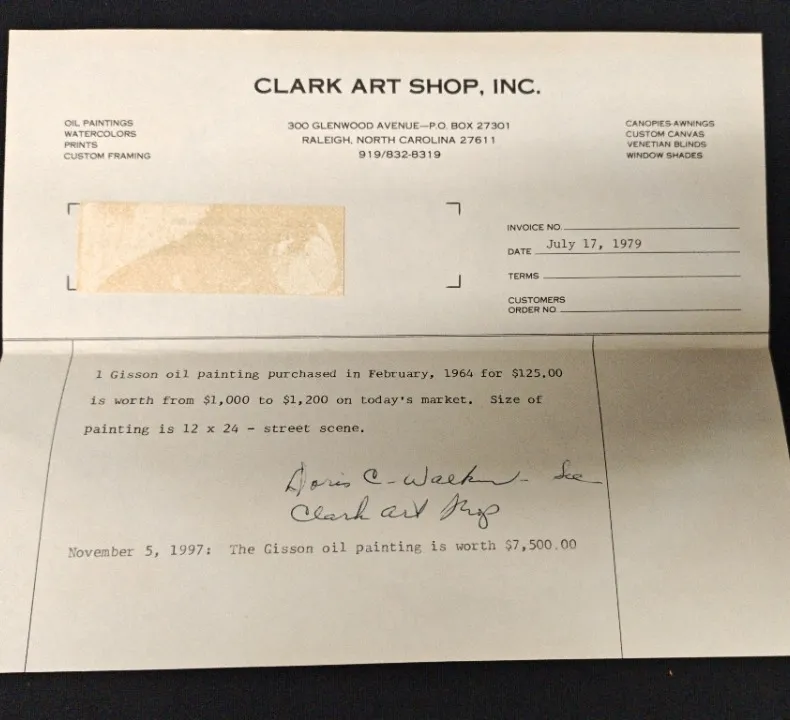 CLARK ART SHOP, INC.
OIL PAINTINGS
WATERCOLORS
PRINTS
CUSTOM FRAMING
300 GLENWOOD AVENUE—P.O. BOX 27301
RALEIGH, NORTH CAROLINA 27611
919/832-8319
CANOPIES-AWNINGS
CUSTOM CANVAS
VENETIAN BLINDS
WINDOW SHADES
INVOICE NO.
DATE July 17, 1979
TERMS
CUSTOMERS
ORDER NO
1 Gisson oil painting purchased in February, 1964 for $125.00
is worth from $1,000 to $1,200 on today's market. Size of
painting is 12 x 24 - street scene.
Doris C. Walker - Sec
Clark Art Shop
November 5, 1997: The Gisson oil painting is worth $7,500.00